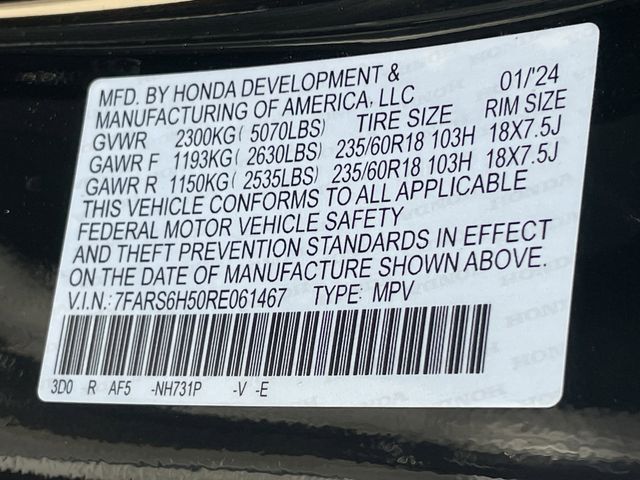 MFD. BY HONDA DEVELOPMENT & 01/'24
MANUFACTURING OF AMERICA, LLC
GVWR 2300KG( 5070LBS) TIRE SIZE RIM SIZE
GAWR F 1193KG( 2630LBS) 235/60R18 103H 18X7.5J
GAWR R 1150KG( 2535LBS) 235/60R18 103H 18X7.5J
THIS VEHICLE CONFORMS TO ALL APPLICABLE
FEDERAL MOTOR VEHICLE SAFETY
AND THEFT PREVENTION STANDARDS IN EFFECT
ON THE DATE OF MANUFACTURE SHOWN ABOVE.
V.I.N.: 7FARS6H50RE061467 TYPE: MPV
3D0 R AF5 -NH731P -V -E